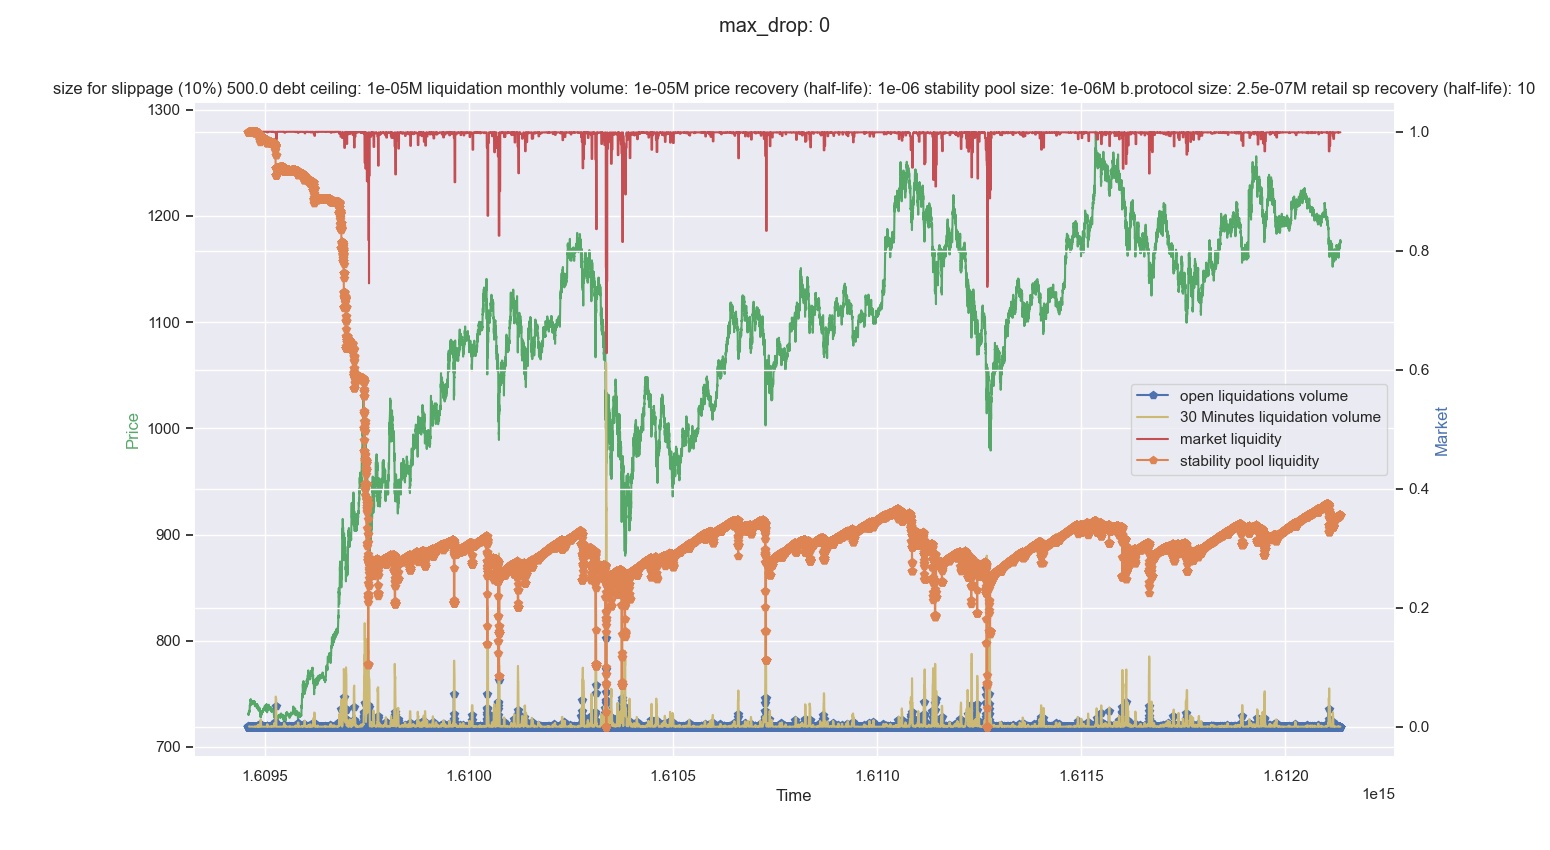 max_drop: 0
size for slippage (10%) 500.0 debt ceiling: 1e-05M liquidation monthly volume: 1e-05M price recovery (half-life): 1e-06 stability pool size: 1e-06M b.protocol size: 2.5e-07M retail sp recovery (half-life): 10
1300
1200
1100
1000
900
800
700
Price
1.0
0.8
0.6
0.4
0.2
0.0
Market
open liquidations volume
30 Minutes liquidation volume
market liquidity
stability pool liquidity
1.6095
1.6100
1.6105
1.6110
1.6115
1.6120
Time
1e15